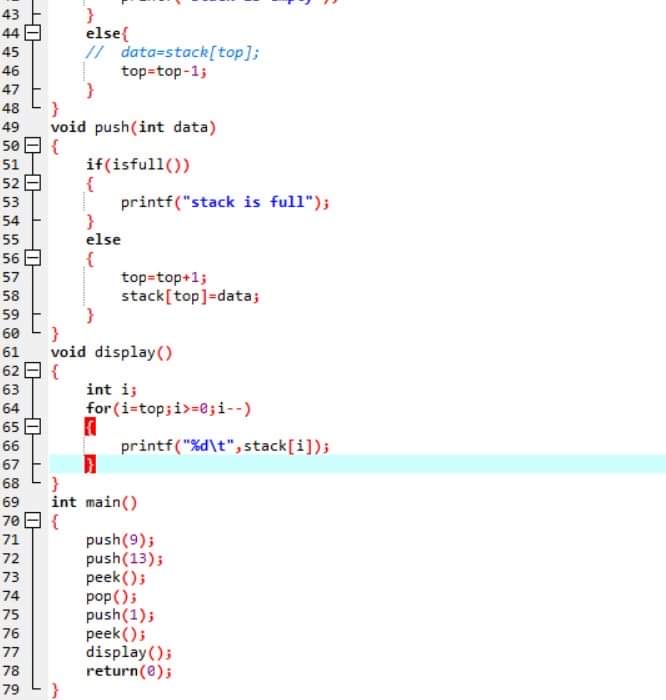 43 }
44 else{
45 // data=stack[top];
46 top=top-1;
47 }
48 }
49 void push(int data)
50 {
51 if(isfull())
52 {
53 printf("stack is full");
54 }
55 else
56 {
57 top=top+1;
58 stack[top]=data;
59 }
60 }
61 void display()
62 {
63 int i;
64 for(i=top;i>=0;i--)
65 {
66 printf("%d\t",stack[i]);
67 }
68 }
69 int main()
70 {
71 push(9);
72 push(13);
73 peek();
74 pop();
75 push(1);
76 peek();
77 display();
78 return(0);
79 }